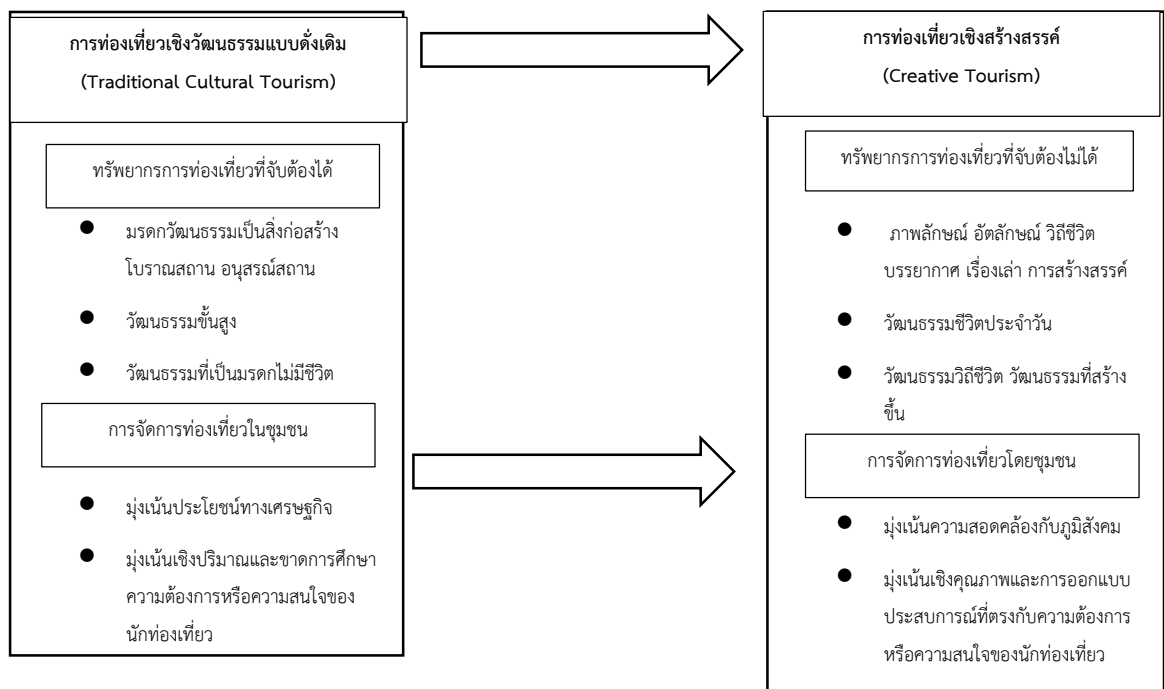 การท่องเที่ยวเชิงวัฒนธรรมแบบดั่งเดิม
(Traditional Cultural Tourism)
ทรัพยากรการท่องเที่ยวที่จับต้องได้
● มรดกวัฒนธรรมเป็นสิ่งก่อสร้าง
โบราณสถาน อนุสรณ์สถาน
● วัฒนธรรมขั้นสูง
● วัฒนธรรมที่เป็นมรดกไม่มีชีวิต
การจัดการท่องเที่ยวในชุมชน
● มุ่งเน้นประโยชน์ทางเศรษฐกิจ
● มุ่งเน้นเชิงปริมาณและขาดการศึกษา
ความต้องการหรือความสนใจของ
นักท่องเที่ยว
การท่องเที่ยวเชิงสร้างสรรค์
(Creative Tourism)
ทรัพยากรการท่องเที่ยวที่จับต้องไม่ได้
● ภาพลักษณ์ อัตลักษณ์ วิถีชีวิต
บรรยากาศ เรื่องเล่า การสร้างสรรค์
● วัฒนธรรมชีวิตประจำวัน
● วัฒนธรรมวิถีชีวิต วัฒนธรรมที่สร้าง
ขึ้น
การจัดการท่องเที่ยวโดยชุมชน
● มุ่งเน้นความสอดคล้องกับภูมิสังคม
● มุ่งเน้นเชิงคุณภาพและการออกแบบ
ประสบการณ์ที่ตรงกับความต้องการ
หรือความสนใจของนักท่องเที่ยว